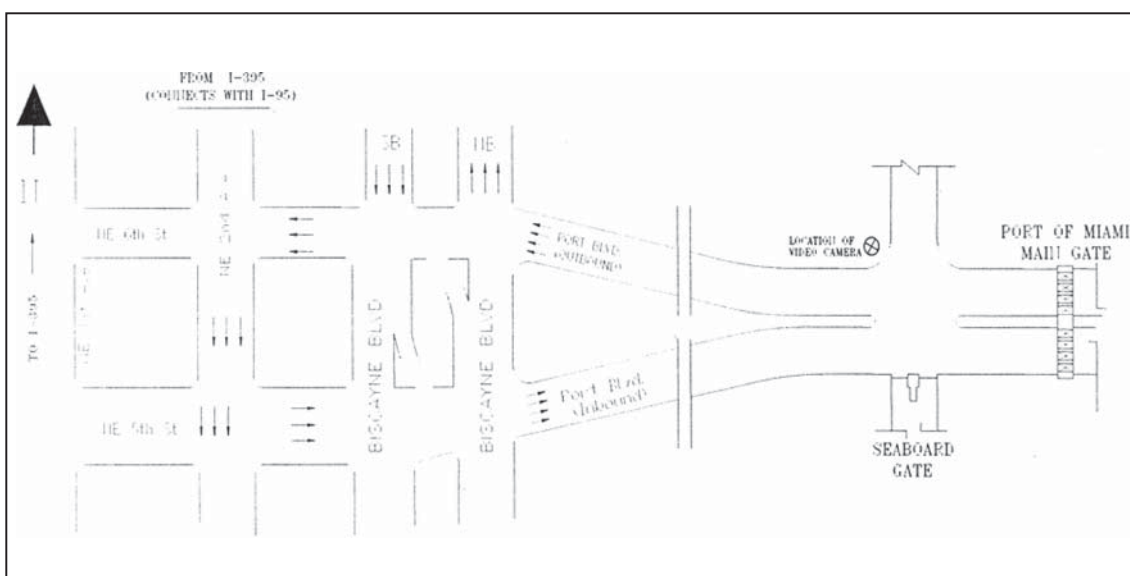 FROM I-395
(CONNECTS WITH I-95)
SB
NB
NE 6th St
NE 2nd
PORT BLVD
(OUTBOUND)
LOCATION OF
VIDEO CAMERA
PORT OF MIAMI
MAIN GATE
TO I-395
BISCAYNE BLVD
BISCAYNE BLVD
Port Blvd.
(Inbound)
NE 5th St
SEABOARD
GATE